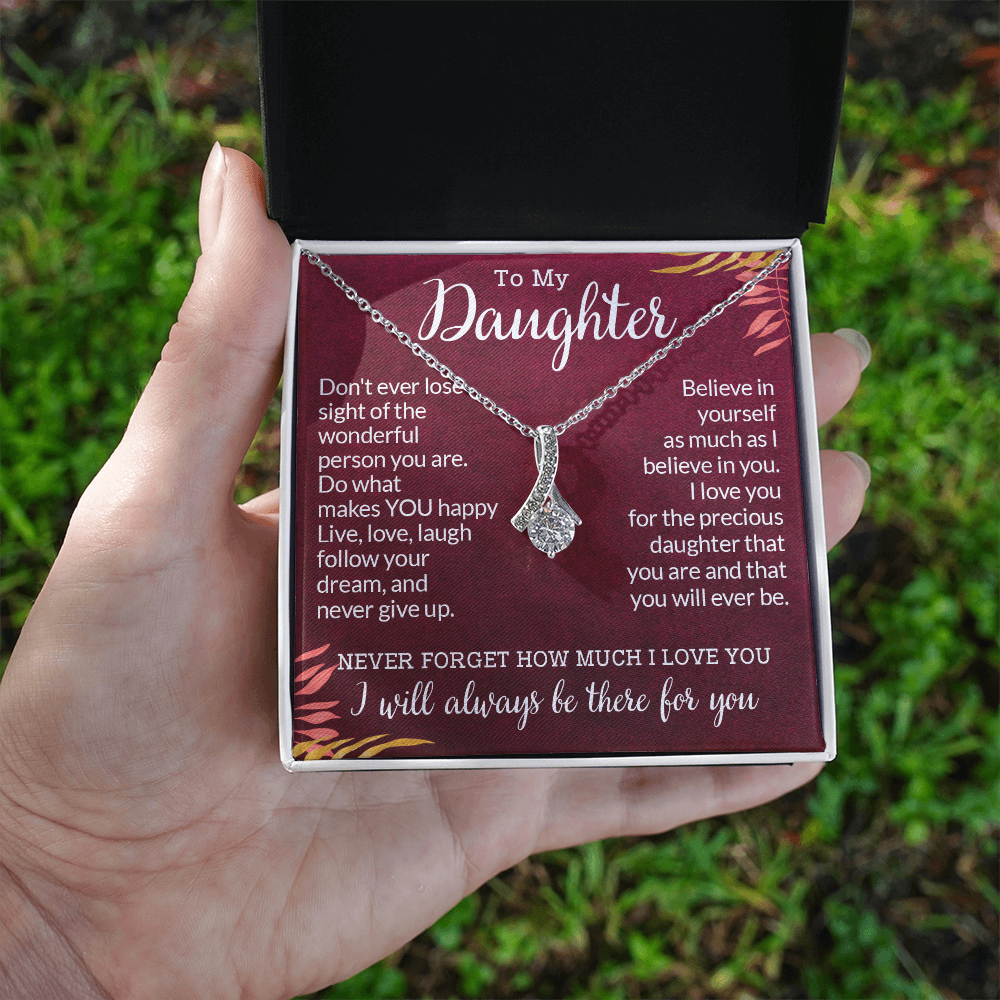 To My
Daughter
Don't ever lose
sight of the
wonderful
person you are.
Do what
makes YOU happy
Live, love, laugh
follow your
dream, and
never give up.
Believe in
yourself
as much as I
believe in you.
I love you
for the precious
daughter that
you are and that
you will ever be.
NEVER FORGET HOW MUCH I LOVE YOU
I will always be there for you